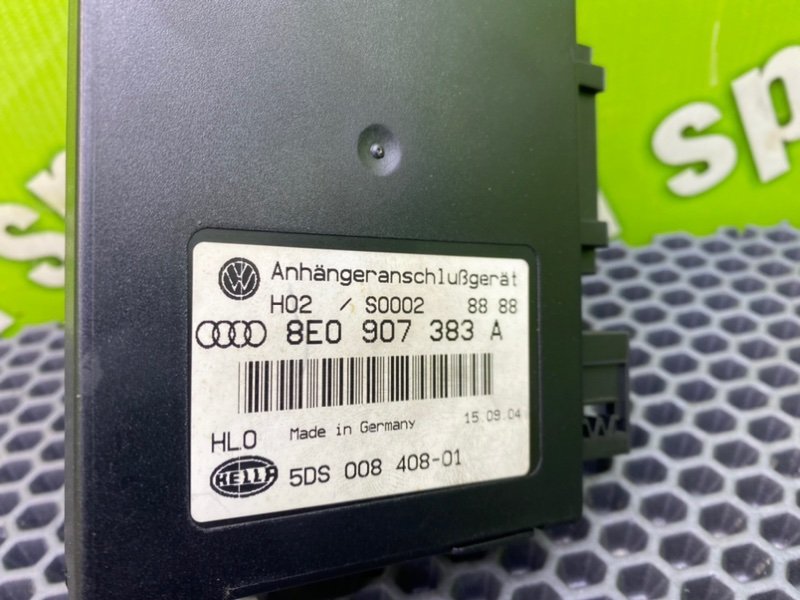 sp
Anhängeranschlußgerät
H02 / S0002 88 88
8E0 907 383 A
15.09.04
HLO Made in Germany
HELLA 5DS 008 408-01